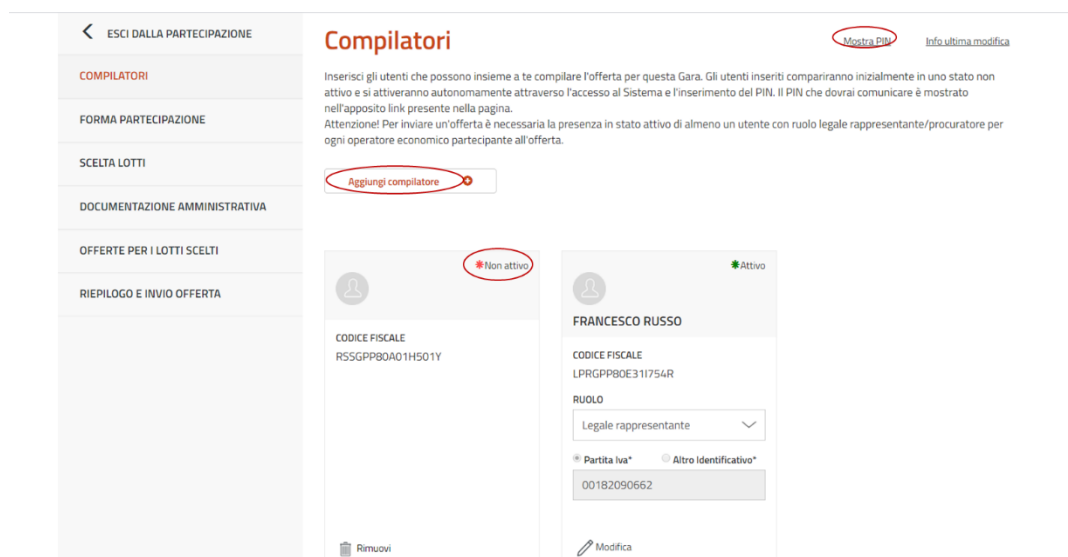 ESCI DALLA PARTECIPAZIONE
COMPILATORI
FORMA PARTECIPAZIONE
SCELTA LOTTI
DOCUMENTAZIONE AMMINISTRATIVA
OFFERTE PER I LOTTI SCELTI
RIEPILOGO E INVIO OFFERTA
Compilatori
Mostra PIN
Info ultima modifica
Inserisci gli utenti che possono insieme a te compilare l'offerta per questa Gara. Gli utenti inseriti compariranno inizialmente in uno stato non
attivo e si attiveranno autonomamente attraverso l'accesso al Sistema e l'inserimento del PIN. Il PIN che dovrai comunicare è mostrato
nell'apposito link presente nella pagina.
Attenzione! Per inviare un'offerta è necessaria la presenza in stato attivo di almeno un utente con ruolo legale rappresentante/procuratore per
ogni operatore economico partecipante all'offerta.
Aggiungi compilatore
Non attivo
CODICE FISCALE
RSSGPP80A01H501Y
Rimuovi
Attivo
FRANCESCO RUSSO
CODICE FISCALE
LPRGPP80E31I754R
RUOLO
Legale rappresentante
Partita Iva* Altro Identificativo*
00182090662
Modifica